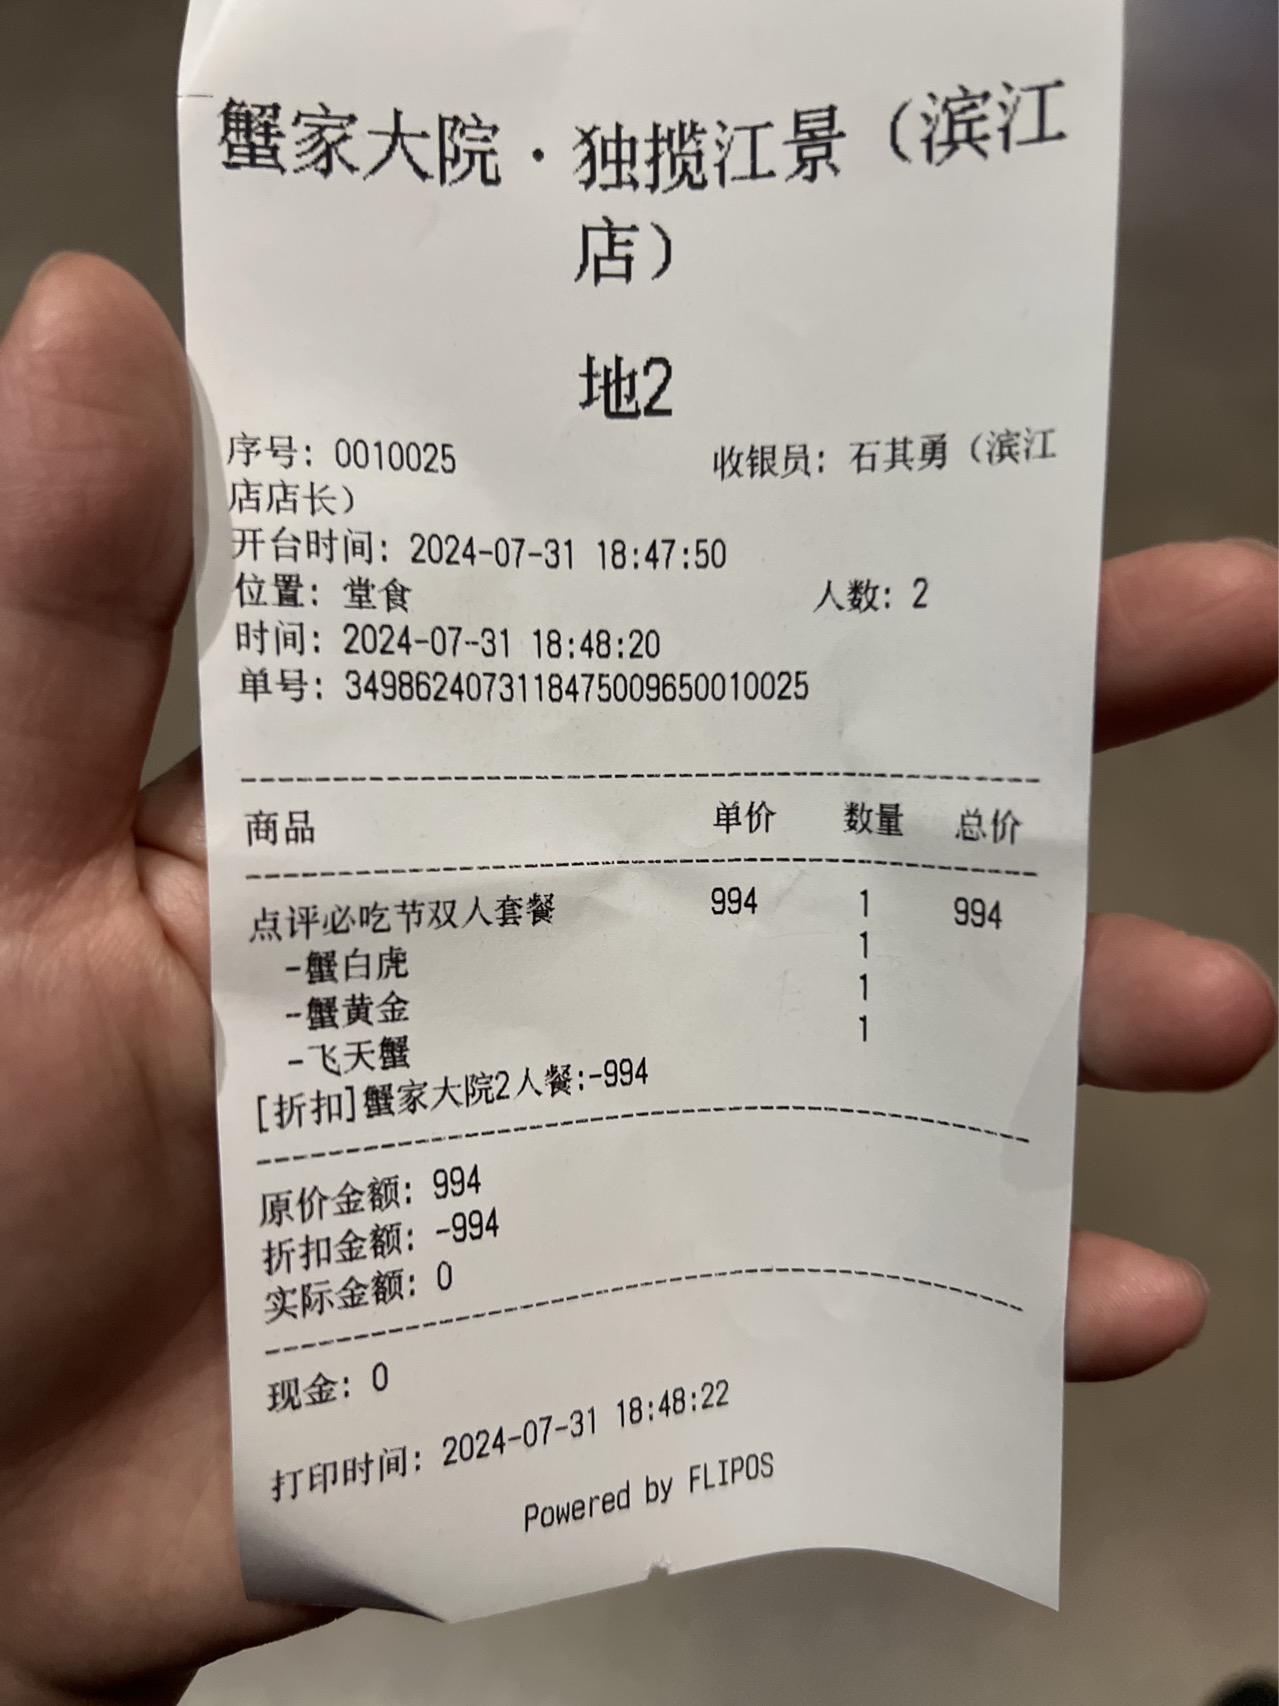 蟹家大院·独揽江景（滨江
店）
地2
序号：0010025 收银员：石其勇（滨江
店店长）
开台时间：2024-07-31 18:47:50
位置：堂食 人数：2
时间：2024-07-31 18:48:20
单号：3498624073118475009650010025
商品 单价 数量 总价
点评必吃节双人套餐 994 1 994
-蟹白虎 1
-蟹黄金 1
-飞天蟹 1
[折扣]蟹家大院2人餐:-994
原价金额：994
折扣金额：-994
实际金额：0
现金：0
打印时间：2024-07-31 18:48:22
Powered by FLIPOS